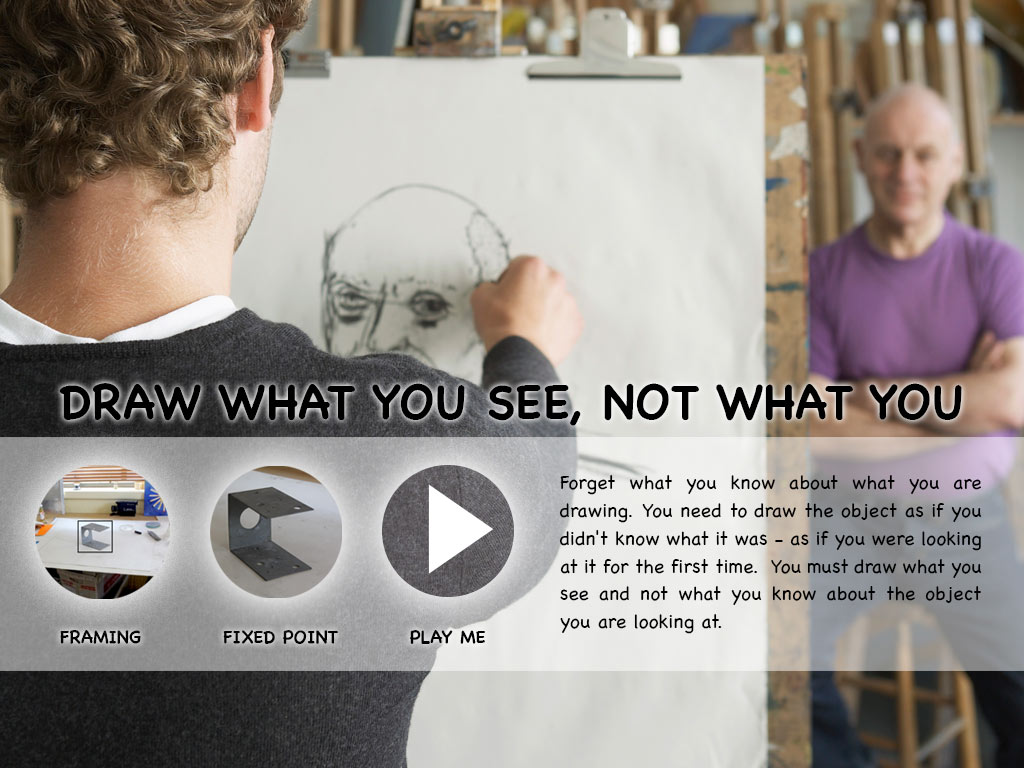 DRAW WHAT YOU SEE, NOT WHAT YOU
Forget what you know about what you are
drawing. You need to draw the object as if you
didn't know what it was - as if you were looking
at it for the first time. You must draw what you
see and not what you know about the object
you are looking at.
FRAMING
FIXED POINT
PLAY ME